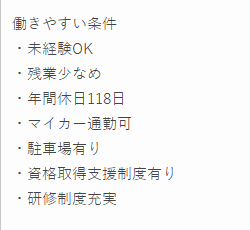 働きやすい条件
・未経験OK
・残業少なめ
・年間休日118日
・マイカー通勤可
・駐車場有り
・資格取得支援制度有り
・研修制度充実